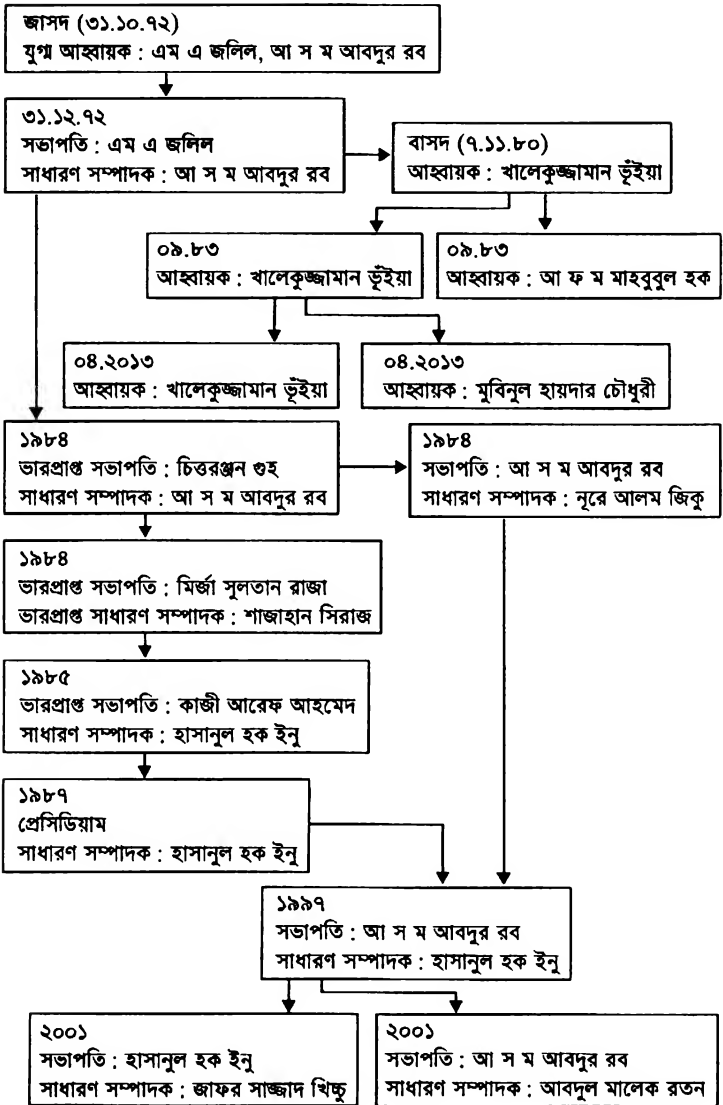 জাসদ (৩১.১০.৭২)
যুগ্ম আহ্বায়ক : এম এ জলিল, আ স ম আবদুর রব
৩১.১২.৭২
সভাপতি : এম এ জলিল
সাধারণ সম্পাদক : আ স ম আবদুর রব
বাসদ (৭.১১.৮০)
আহ্বায়ক : খালেকুজ্জামান ভূঁইয়া
০৯.৮৩
আহ্বায়ক : খালেকুজ্জামান ভূঁইয়া
০৯.৮৩
আহ্বায়ক : আ ফ ম মাহবুবুল হক
০৪.২০১৩
আহ্বায়ক : খালেকুজ্জামান ভূঁইয়া
০৪.২০১৩
আহ্বায়ক : মুবিনুল হায়দার চৌধুরী
১৯৮৪
ভারপ্রাপ্ত সভাপতি : চিত্তরঞ্জন গুহ
সাধারণ সম্পাদক : আ স ম আবদুর রব
১৯৮৪
সভাপতি : আ স ম আবদুর রব
সাধারণ সম্পাদক : নূরে আলম জিকু
১৯৮৪
ভারপ্রাপ্ত সভাপতি : মির্জা সুলতান রাজা
ভারপ্রাপ্ত সাধারণ সম্পাদক : শাজাহান সিরাজ
১৯৮৫
ভারপ্রাপ্ত সভাপতি : কাজী আরেফ আহমেদ
সাধারণ সম্পাদক : হাসানুল হক ইনু
১৯৮৭
প্রেসিডিয়াম
সাধারণ সম্পাদক : হাসানুল হক ইনু
১৯৯৭
সভাপতি : আ স ম আবদুর রব
সাধারণ সম্পাদক : হাসানুল হক ইনু
২০০১
সভাপতি : হাসানুল হক ইনু
সাধারণ সম্পাদক : জাফর সাজ্জাদ খিচ্চু
২০০১
সভাপতি : আ স ম আবদুর রব
সাধারণ সম্পাদক : আবদুল মালেক রতন